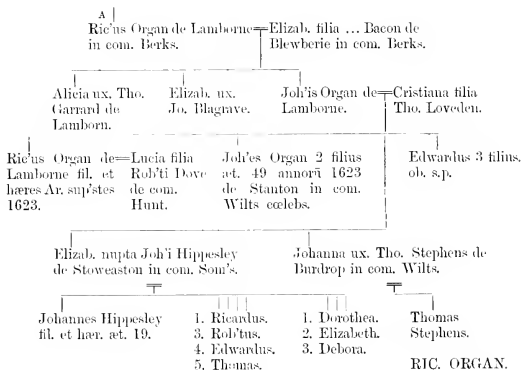 A
Ric'us Organ de Lamborne
in com. Berks.
Elizab. filia ... Bacon de
Blewberie in com. Berks.
Alicia ux. Tho.
Garrard de
Lamborn.
Elizab. ux.
Jo. Blagrave.
Joh'is Organ de
Lamborne.
Cristiana filia
Tho. Loveden.
Ric'us Organ de
Lamborne fil. et
hæres Ar. sup'stes
1623.
Lucia filia
Rob'ti Dove
de com.
Hunt.
Joh'es Organ 2 filius
æt. 49 annorū 1623
de Stanton in com.
Wilts cœlebs.
Edwardus 3 filius.
ob. s.p.
Elizab. nupta Joh'i Hippesley
de Stoweaston in com. Som's.
Johanna ux. Tho. Stephens de
Burdrop in com. Wilts.
Johannes Hippesley
fil. et hær. æt. 19.
1. Ricardus.
3. Rob'tus.
4. Edwardus.
5. Thomas.
1. Dorothea.
2. Elizabeth.
3. Debora.
Thomas
Stephens.
RIC. ORGAN.